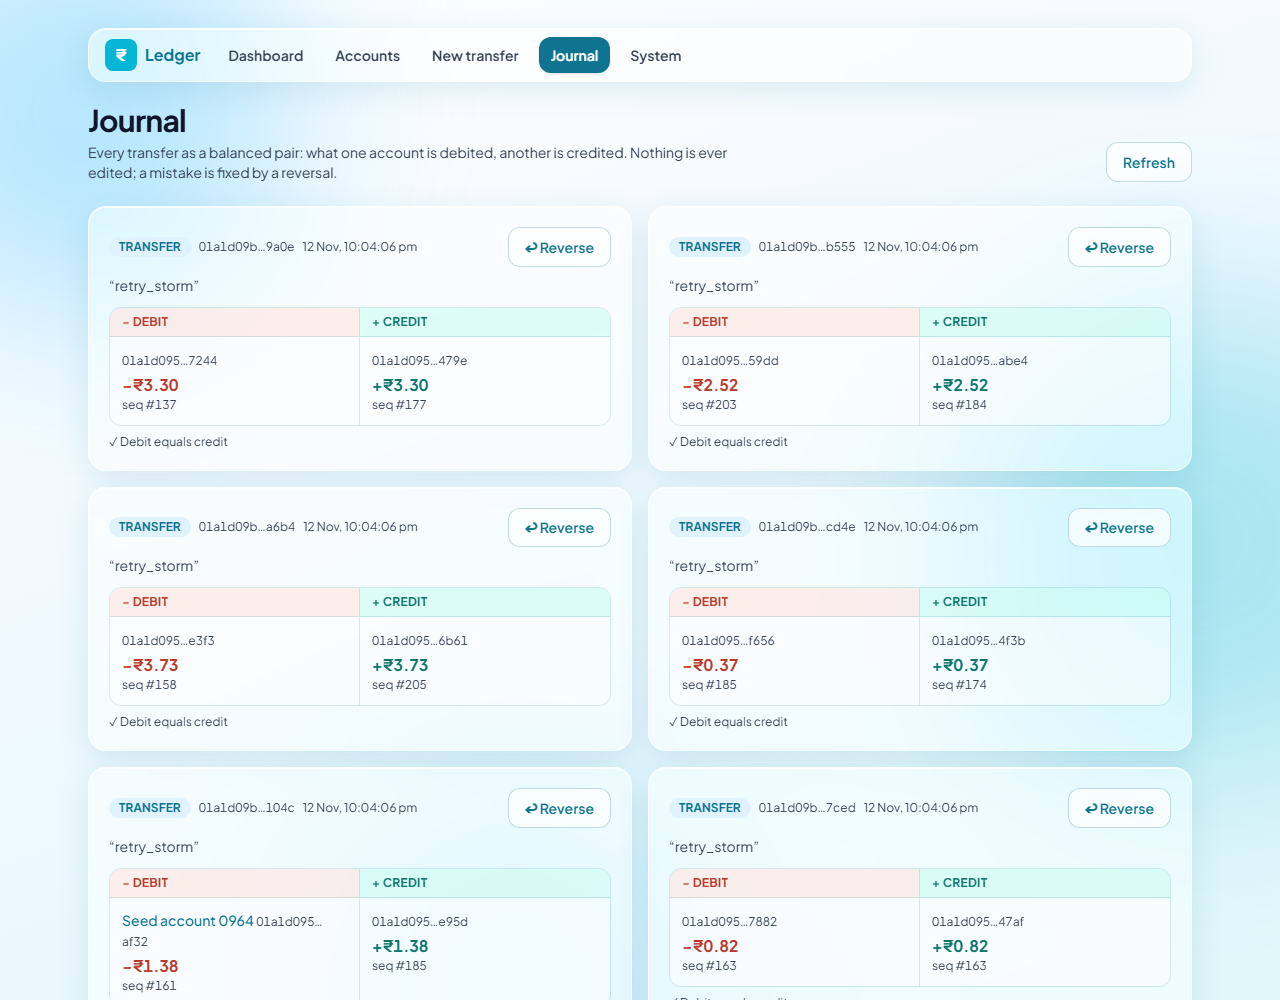 ₹ Ledger Dashboard Accounts New transfer Journal System
Journal
Every transfer as a balanced pair: what one account is debited, another is credited. Nothing is ever
edited; a mistake is fixed by a reversal.
Refresh
TRANSFER 01a1d09b…9a0e 12 Nov, 10:04:06 pm ↩ Reverse
“retry_storm”
− DEBIT + CREDIT
01a1d095…7244 01a1d095…479e
−₹3.30 +₹3.30
seq #137 seq #177
✓ Debit equals credit
TRANSFER 01a1d09b…b555 12 Nov, 10:04:06 pm ↩ Reverse
“retry_storm”
− DEBIT + CREDIT
01a1d095…59dd 01a1d095…abe4
−₹2.52 +₹2.52
seq #203 seq #184
✓ Debit equals credit
TRANSFER 01a1d09b…a6b4 12 Nov, 10:04:06 pm ↩ Reverse
“retry_storm”
− DEBIT + CREDIT
01a1d095…e3f3 01a1d095…6b61
−₹3.73 +₹3.73
seq #158 seq #205
✓ Debit equals credit
TRANSFER 01a1d09b…cd4e 12 Nov, 10:04:06 pm ↩ Reverse
“retry_storm”
− DEBIT + CREDIT
01a1d095…f656 01a1d095…4f3b
−₹0.37 +₹0.37
seq #185 seq #174
✓ Debit equals credit
TRANSFER 01a1d09b…104c 12 Nov, 10:04:06 pm ↩ Reverse
“retry_storm”
− DEBIT + CREDIT
Seed account 0964 01a1d095… 01a1d095…e95d
af32
−₹1.38 +₹1.38
seq #161 seq #185
TRANSFER 01a1d09b…7ced 12 Nov, 10:04:06 pm ↩ Reverse
“retry_storm”
− DEBIT + CREDIT
01a1d095…7882 01a1d095…47af
−₹0.82 +₹0.82
seq #163 seq #163